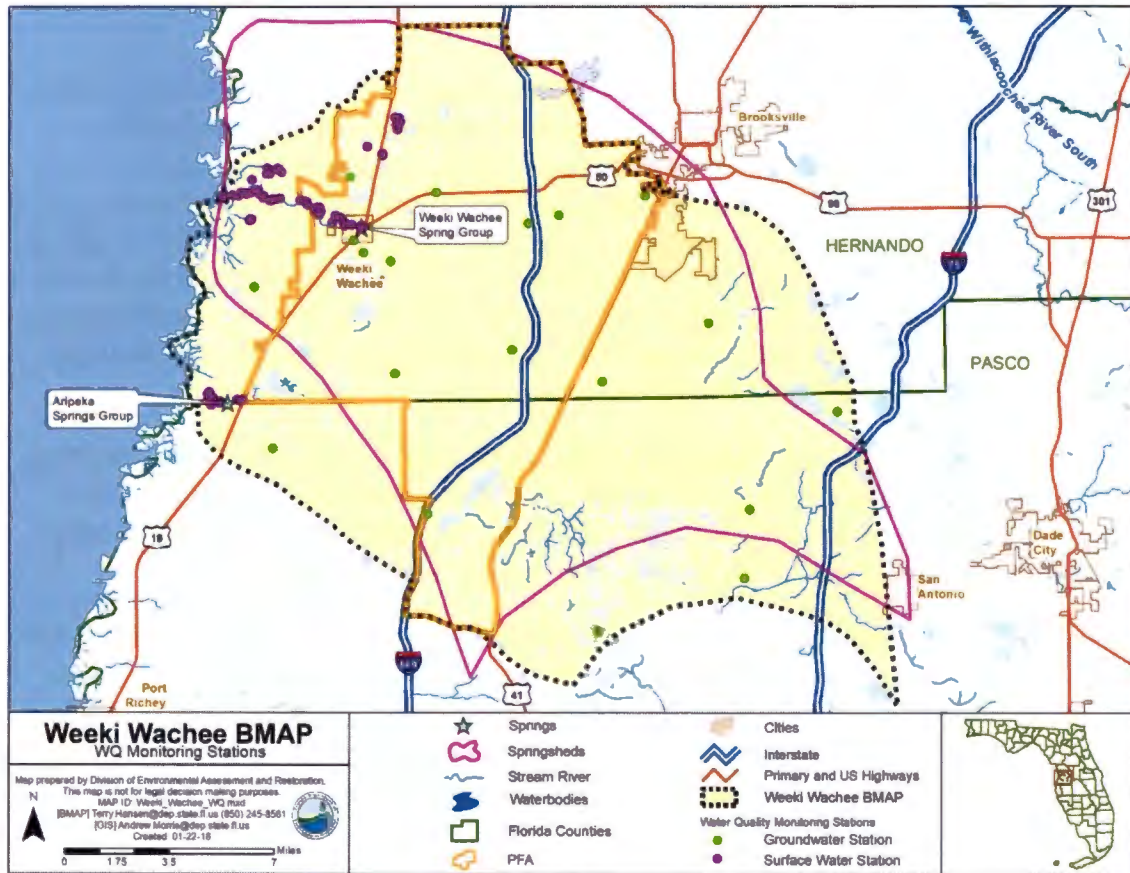 Withlacoochee River South
Brooksville
50
98
301
Weeki Wachee
Spring Group
HERNANDO
Weeki
Wachee
PASCO
Aripeka
Springs Group
19
Dade
City
San
Antonio
41
Port
Richey
Weeki Wachee BMAP
WQ Monitoring Stations
Map prepared by Division of Environmental Assessment and Restoration.
This map is not for legal decision making purposes.
MAP ID: Weeki_Wachee_WQ.mxd
[BMAP] Terry.Hansen@dep.state.fl.us (850) 245-8561
[GIS] Andrew.Morris@dep.state.fl.us
Created 01-22-18
N
Miles
0 1.75 3.5 7
Springs
Springsheds
Stream River
Waterbodies
Florida Counties
PFA
Cities
Interstate
Primary and US Highways
Weeki Wachee BMAP
Water Quality Monitoring Stations
Groundwater Station
Surface Water Station